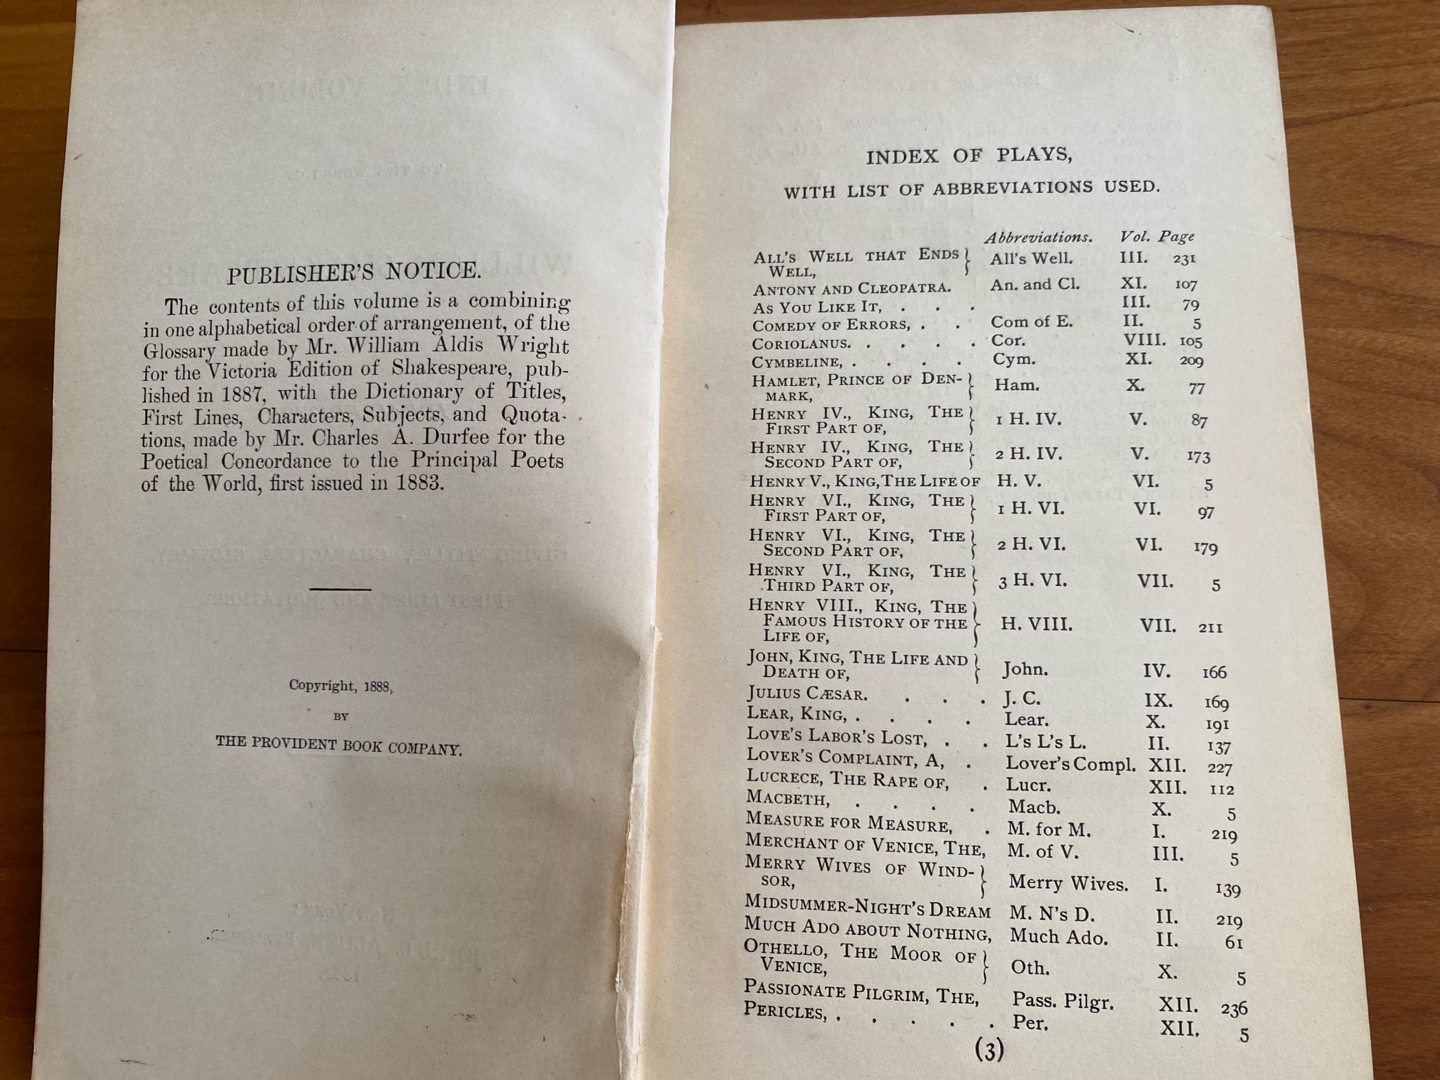 PUBLISHER'S NOTICE.
The contents of this volume is a combining
in one alphabetical order of arrangement, of the
Glossary made by Mr. William Aldis Wright
for the Victoria Edition of Shakespeare, pub-
lished in 1887, with the Dictionary of Titles,
First Lines, Characters, Subjects, and Quota-
tions, made by Mr. Charles A. Durfee for the
Poetical Concordance to the Principal Poets
of the World, first issued in 1883.
Copyright, 1888,
BY
THE PROVIDENT BOOK COMPANY.
INDEX OF PLAYS,
WITH LIST OF ABBREVIATIONS USED.
Abbreviations. Vol. Page
ALL'S WELL THAT ENDS
WELL, } All's Well. III. 231
ANTONY AND CLEOPATRA. An. and Cl. XI. 107
AS YOU LIKE IT, . . . III. 79
COMEDY OF ERRORS, . . Com of E. II. 5
CORIOLANUS. . . . . Cor. VIII. 105
CYMBELINE, . . . . Cym. XI. 209
HAMLET, PRINCE OF DEN-
MARK, } Ham. X. 77
HENRY IV., KING, THE
FIRST PART OF, } 1 H. IV. V. 87
HENRY IV., KING, THE
SECOND PART OF, } 2 H. IV. V. 173
HENRY V., KING, THE LIFE OF H. V. VI. 5
HENRY VI., KING, THE
FIRST PART OF, } 1 H. VI. VI. 97
HENRY VI., KING, THE
SECOND PART OF, } 2 H. VI. VI. 179
HENRY VI., KING, THE
THIRD PART OF, } 3 H. VI. VII. 5
HENRY VIII., KING, THE
FAMOUS HISTORY OF THE
LIFE OF, } H. VIII. VII. 211
JOHN, KING, THE LIFE AND
DEATH OF, } John. IV. 166
JULIUS CÆSAR. . . . J. C. IX. 169
LEAR, KING, . . . . Lear. X. 191
LOVE'S LABOR'S LOST, . . L's L's L. II. 137
LOVER'S COMPLAINT, A, . Lover's Compl. XII. 227
LUCRECE, THE RAPE OF, . Lucr. XII. 112
MACBETH, . . . . Macb. X. 5
MEASURE FOR MEASURE, . M. for M. I. 219
MERCHANT OF VENICE, THE, M. of V. III. 5
MERRY WIVES OF WIND-
SOR, } Merry Wives. I. 139
MIDSUMMER-NIGHT'S DREAM M. N's D. II. 219
MUCH ADO ABOUT NOTHING, Much Ado. II. 61
OTHELLO, THE MOOR OF
VENICE, } Oth. X. 5
PASSIONATE PILGRIM, THE, Pass. Pilgr. XII. 236
PERICLES, . . . . . Per. XII. 5
(3)